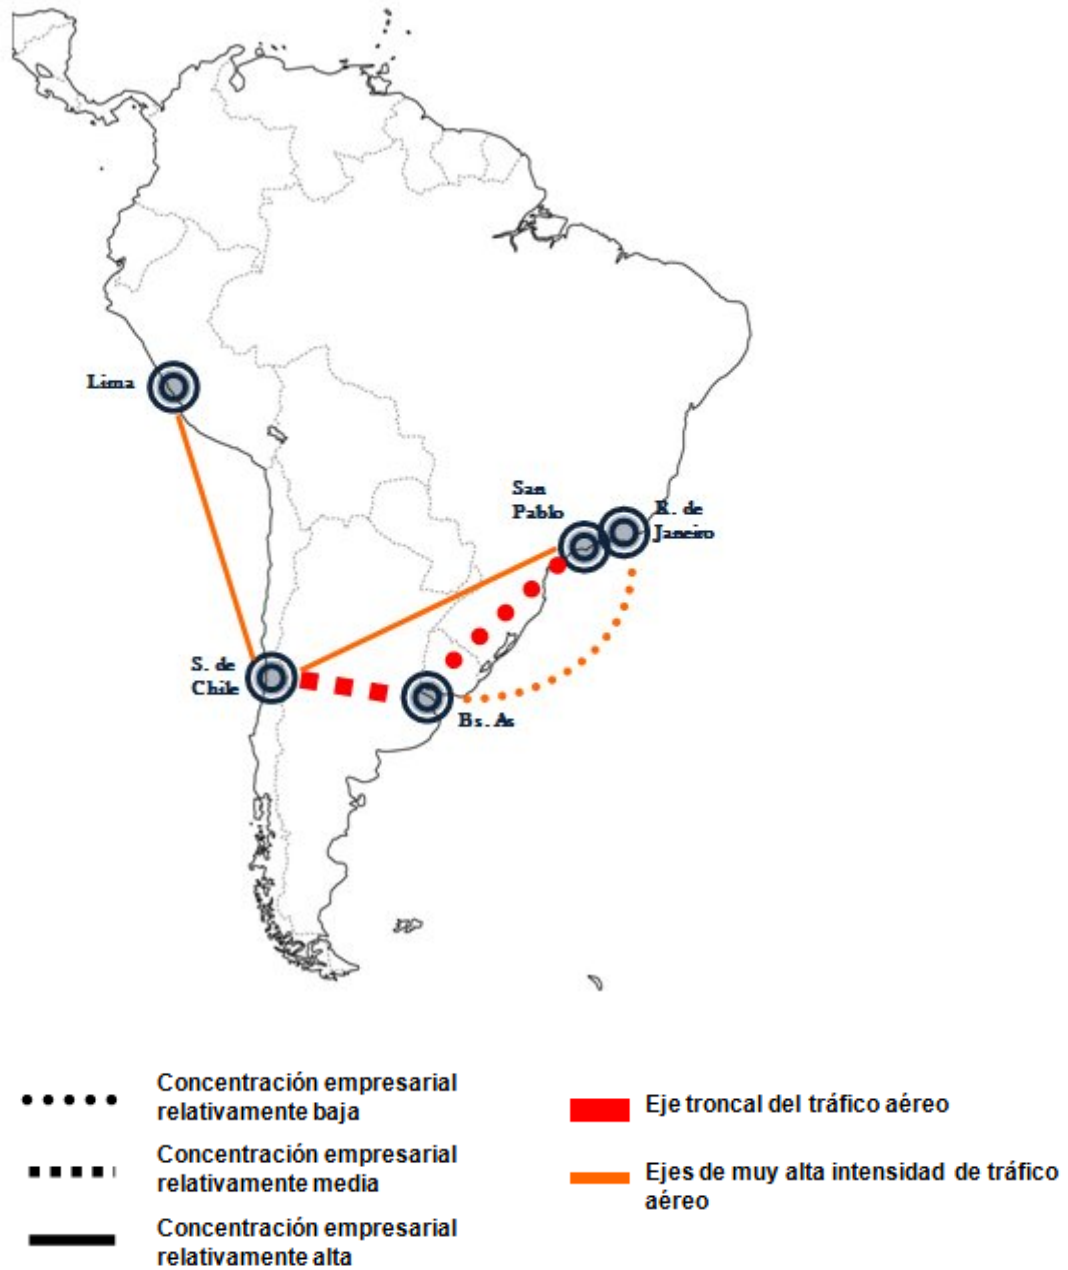 Lima
San
Pablo
R. de
Janeiro
S. de
Chile
Bs. As
Concentración empresarial
relativamente baja
Concentración empresarial
relativamente media
Concentración empresarial
relativamente alta
Eje troncal del tráfico aéreo
Ejes de muy alta intensidad de tráfico
aéreo